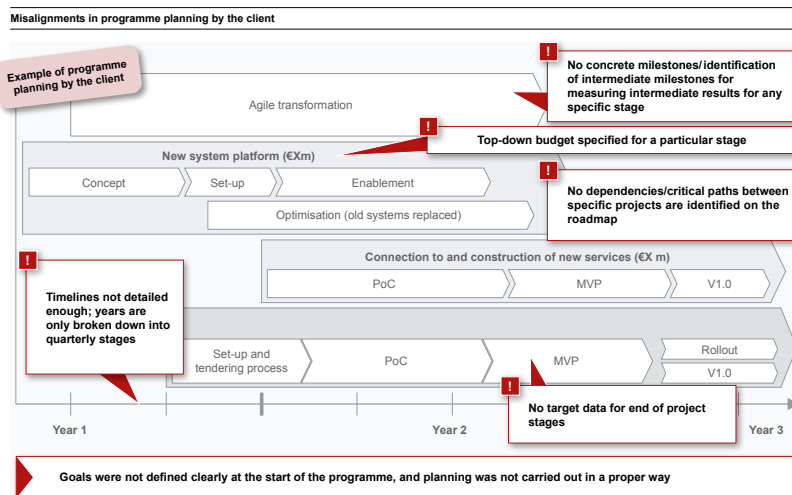 Misalignments in programme planning by the client
Example of programme
planning by the client
Agile transformation
No concrete milestones/identification
of intermediate milestones for
measuring intermediate results for any
specific stage
!
!
Top-down budget specified for a particular stage
New system platform (€Xm)
Concept
Set-up
Enablement
Optimisation (old systems replaced)
!
No dependencies/critical paths between
specific projects are identified on the
roadmap
Connection to and construction of new services (€X m)
PoC
MVP
V1.0
!
Timelines not detailed
enough; years are
only broken down into
quarterly stages
Set-up and
tendering process
PoC
MVP
Rollout
V1.0
!
No target data for end of project
stages
Year 1
Year 2
Year 3
Goals were not defined clearly at the start of the programme, and planning was not carried out in a proper way